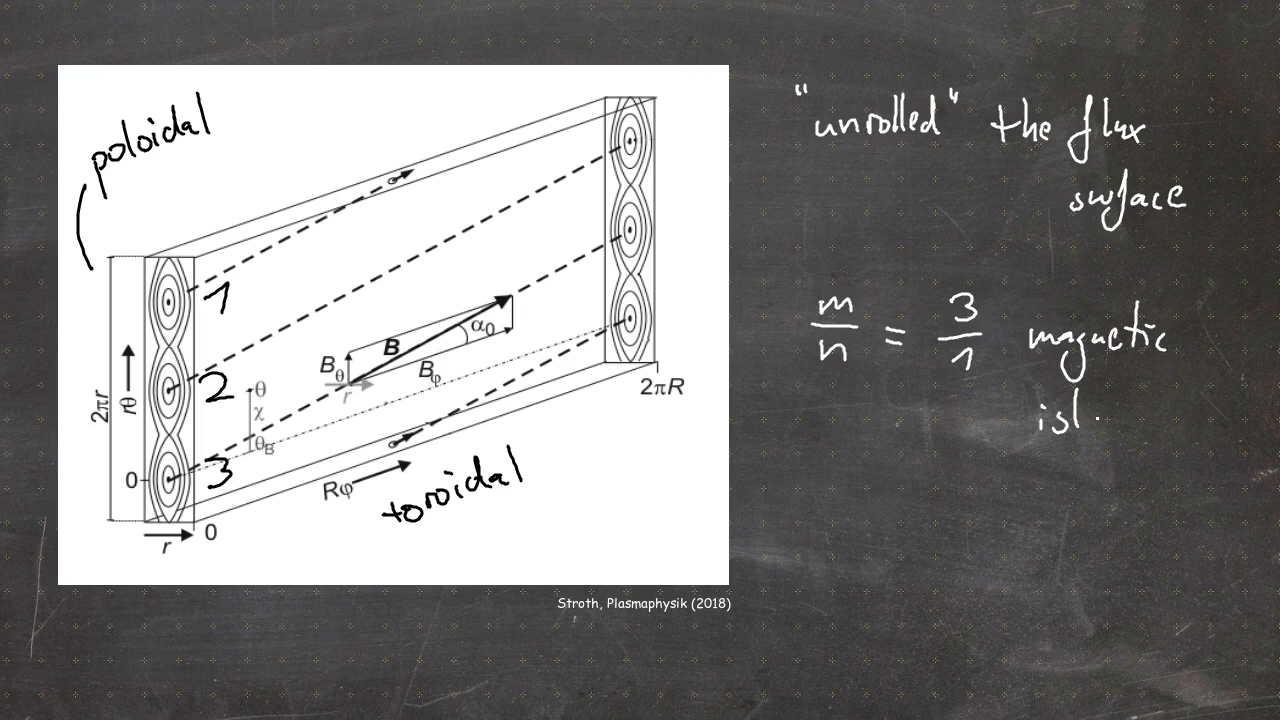 poloidal
"unrolled" the flux
surface
1
2
3
B
α₀
Bθ
Bφ
r
θ
χ
θB
2πr
rθ
0
2πR
Rφ
toroidal
r
0
m/n = 3/1 magnetic
isl.
Stroth, Plasmaphysik (2018)